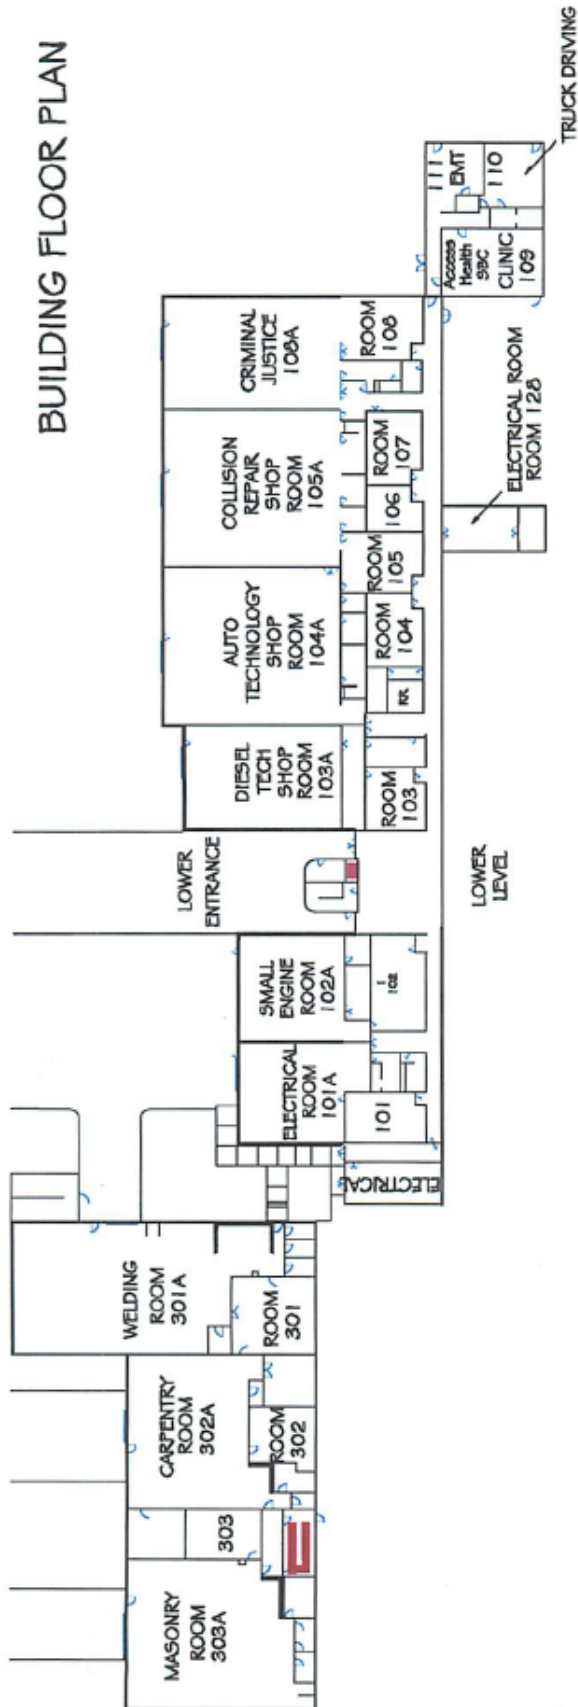 BUILDING FLOOR PLAN
MASONRY
ROOM
303A
303
CARPENTRY
ROOM
302A
ROOM
302
WELDING
ROOM
301A
ROOM
301
ELECTRICAL
ELECTRICAL
ROOM
101A
101
SMALL
ENGINE
ROOM
102A
102
LOWER
ENTRANCE
LOWER
LEVEL
DIESEL
TECH
SHOP
ROOM
103A
ROOM
103
AUTO
TECHNOLOGY
SHOP
ROOM
104A
RR
ROOM
104
ROOM
105
COLLISION
REPAIR
SHOP
ROOM
105A
106
ROOM
107
CRIMINAL
JUSTICE
108A
ROOM
108
ELECTRICAL ROOM
ROOM 128
Access
Health
SBC
CLINIC
109
111
EMT
110
TRUCK DRIVING